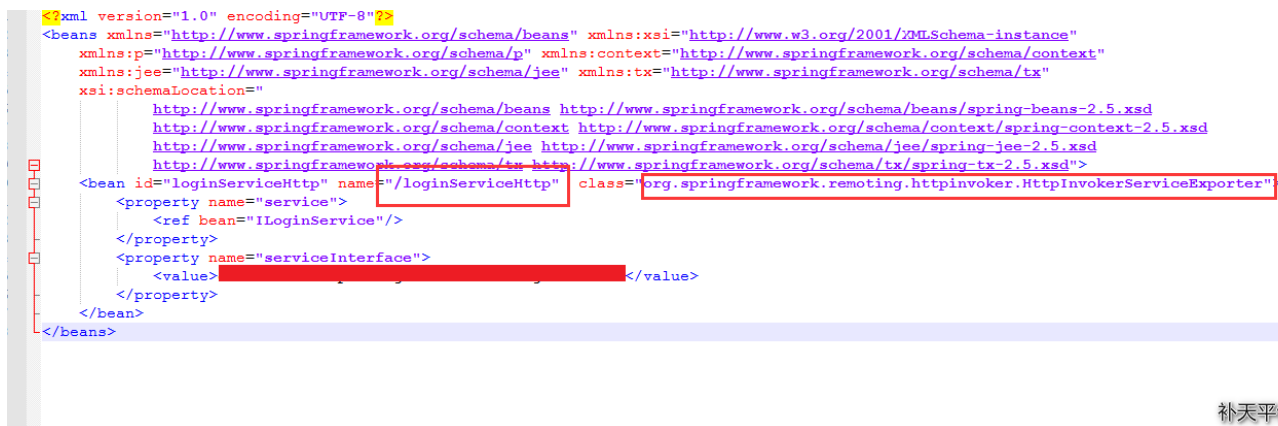 <?xml version="1.0" encoding="UTF-8"?>
<beans xmlns="http://www.springframework.org/schema/beans" xmlns:xsi="http://www.w3.org/2001/XMLSchema-instance"
xmlns:p="http://www.springframework.org/schema/p" xmlns:context="http://www.springframework.org/schema/context"
xmlns:jee="http://www.springframework.org/schema/jee" xmlns:tx="http://www.springframework.org/schema/tx"
xsi:schemaLocation="
http://www.springframework.org/schema/beans http://www.springframework.org/schema/beans/spring-beans-2.5.xsd
http://www.springframework.org/schema/context http://www.springframework.org/schema/context/spring-context-2.5.xsd
http://www.springframework.org/schema/jee http://www.springframework.org/schema/jee/spring-jee-2.5.xsd
http://www.springframework.org/schema/tx http://www.springframework.org/schema/tx/spring-tx-2.5.xsd">
<bean id="loginServiceHttp" name="/loginServiceHttp" class="org.springframework.remoting.httpinvoker.HttpInvokerServiceExporter">
<property name="service">
<ref bean="ILoginService"/>
</property>
<property name="serviceInterface">
<value></value>
</property>
</bean>
</beans>
补天平